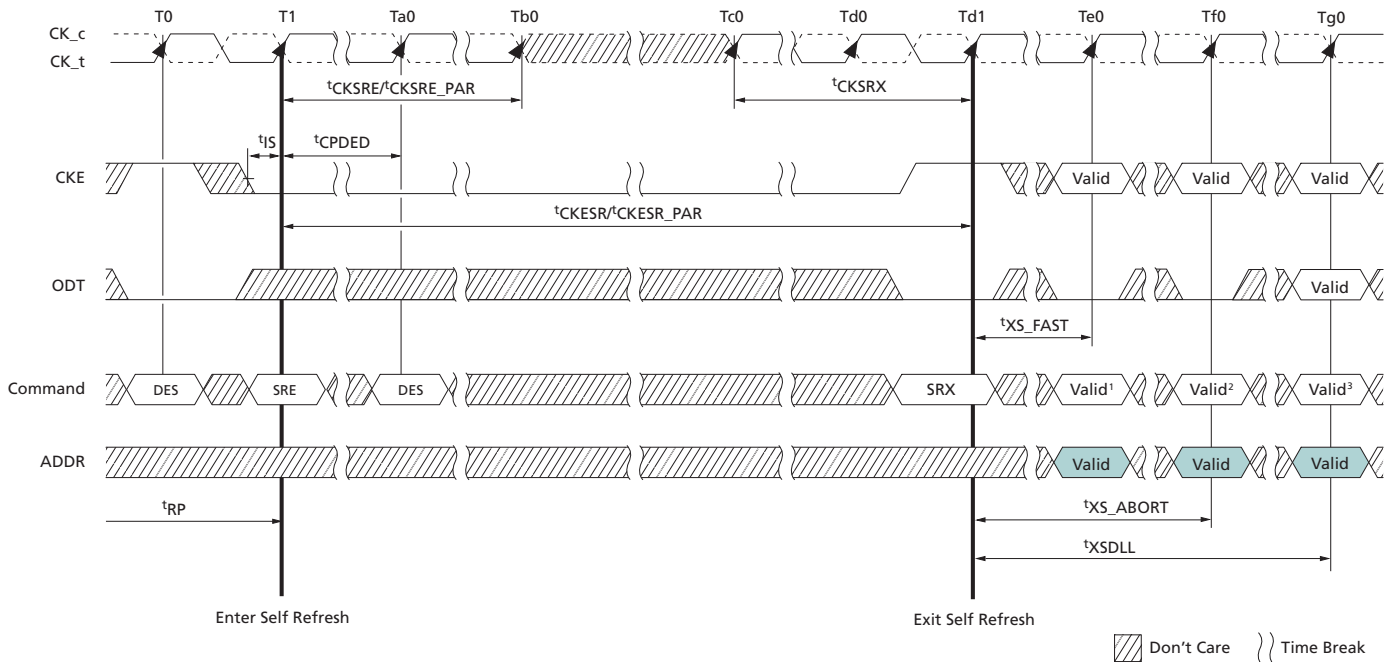 T0 T1 Ta0 Tb0 Tc0 Td0 Td1 Te0 Tf0 Tg0
CK_c
CK_t
tCKSRE/tCKSRE_PAR tCKSRX
tIS tCPDED
CKE Valid Valid Valid
tCKESR/tCKESR_PAR
ODT Valid
tXS_FAST
Command DES SRE DES SRX Valid¹ Valid² Valid³
ADDR Valid Valid Valid
tRP tXS_ABORT
tXSDLL
Enter Self Refresh Exit Self Refresh
Don't Care Time Break